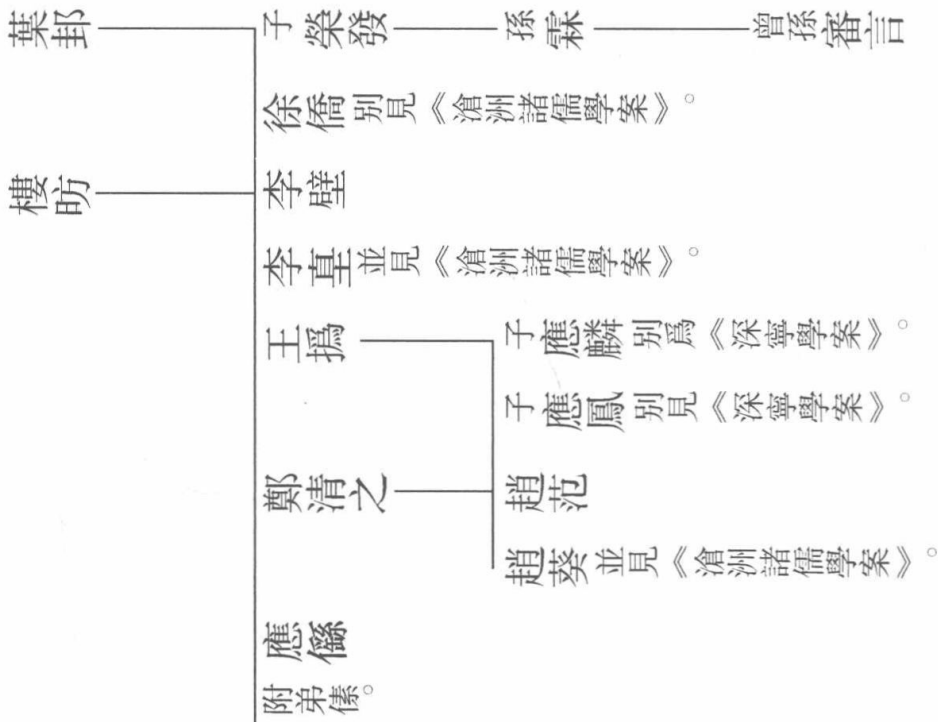 葉邽 子榮發 孫霖 曾孫審言
徐僑別見《滄洲諸儒學案》。
樓昉 李壁
李𡌴並見《滄洲諸儒學案》。
王撝 子應麟別爲《深寧學案》。
子應鳳別見《深寧學案》。
鄭清之 趙范
趙葵並見《滄洲諸儒學案》。
應㒡
附弟傃。